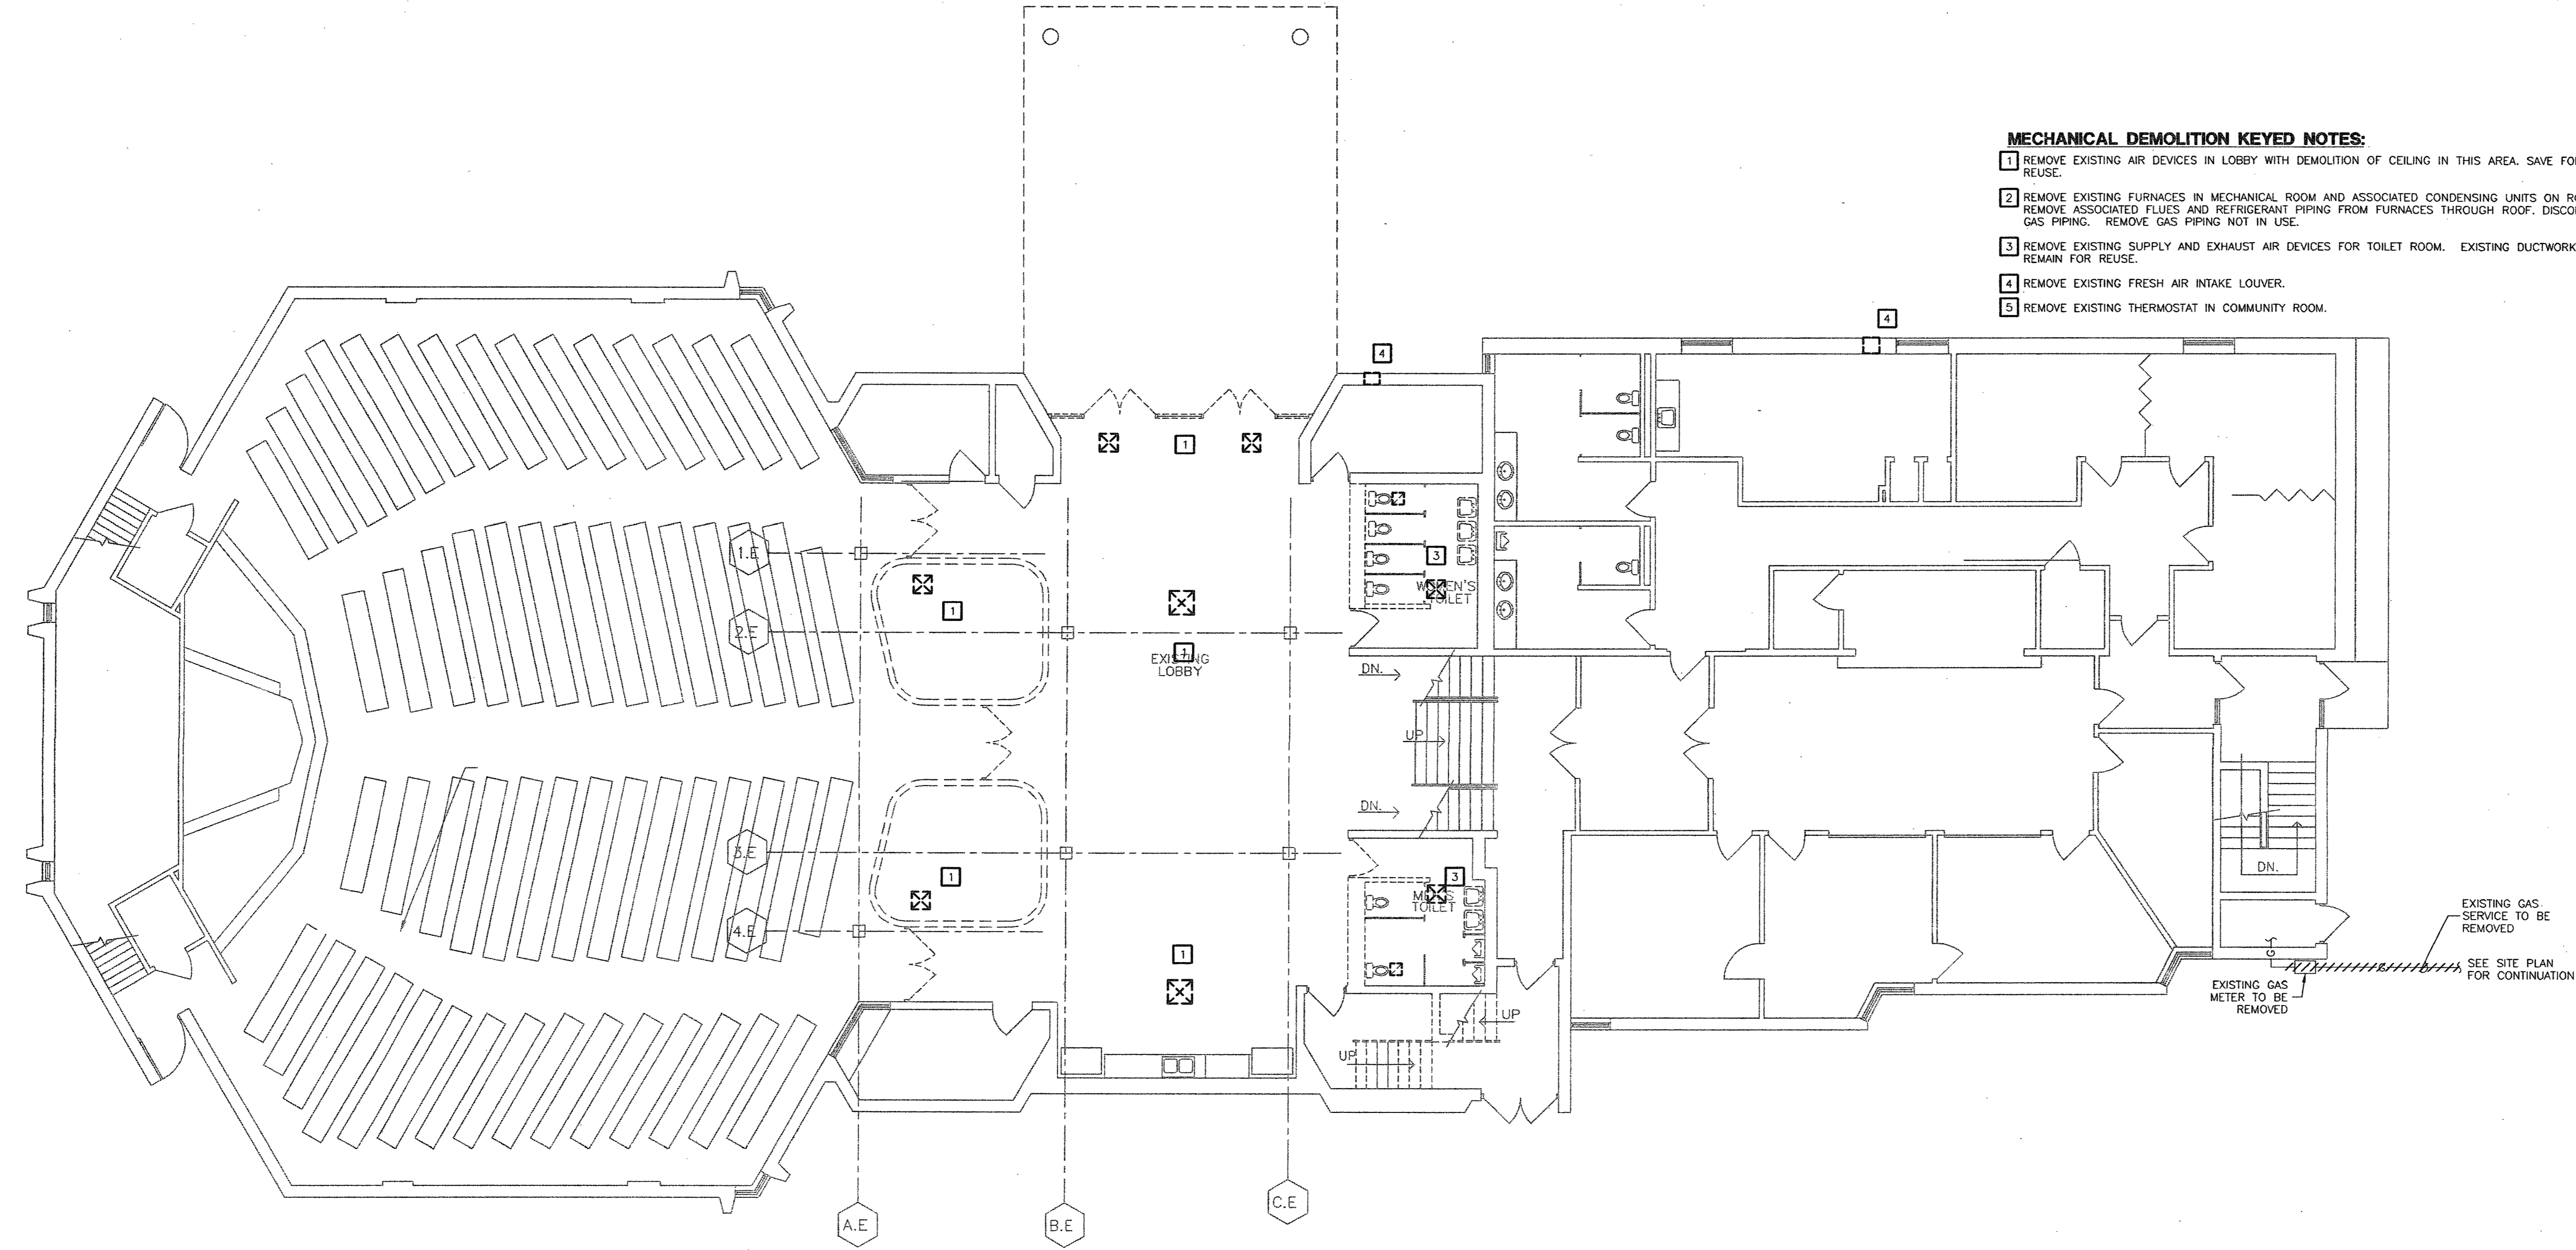 MECHANICAL DEMOLITION KEYED NOTES:
1 REMOVE EXISTING AIR DEVICES IN LOBBY WITH DEMOLITION OF CEILING IN THIS AREA. SAVE
REUSE.
2 REMOVE EXISTING FURNACES IN MECHANICAL ROOM AND ASSOCIATED CONDENSING UNITS ON
REMOVE ASSOCIATED FLUES AND REFRIGERANT PIPING FROM FURNACES THROUGH ROOF.
GAS PIPING. REMOVE GAS PIPING NOT IN USE.
3 REMOVE EXISTING SUPPLY AND EXHAUST AIR DEVICES FOR TOILET ROOM. EXISTING DUCTWORK
REMAIN FOR REUSE.
4 REMOVE EXISTING FRESH AIR INTAKE LOUVER.
5 REMOVE EXISTING THERMOSTAT IN COMMUNITY ROOM.
4
4
1
1.E
3
WOMEN'S
TOILET
1
2.E
1
EXISTING
LOBBY
DN.
UP
DN.
3.E
1
3
MEN'S
TOILET
4.E
1
UP
UP
DN.
G
EXISTING GAS
SERVICE TO BE
REMOVED
SEE SITE PLAN
FOR CONTINUATION
EXISTING GAS
METER TO BE
REMOVED
A.E
B.E
C.E